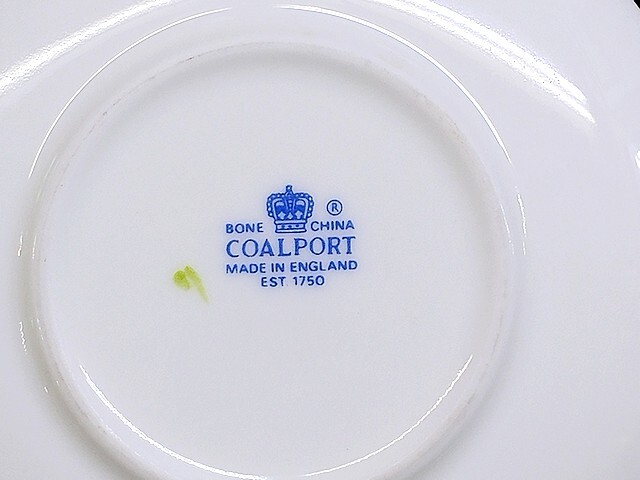 ®
BONE CHINA
COALPORT
MADE IN ENGLAND
EST. 1750